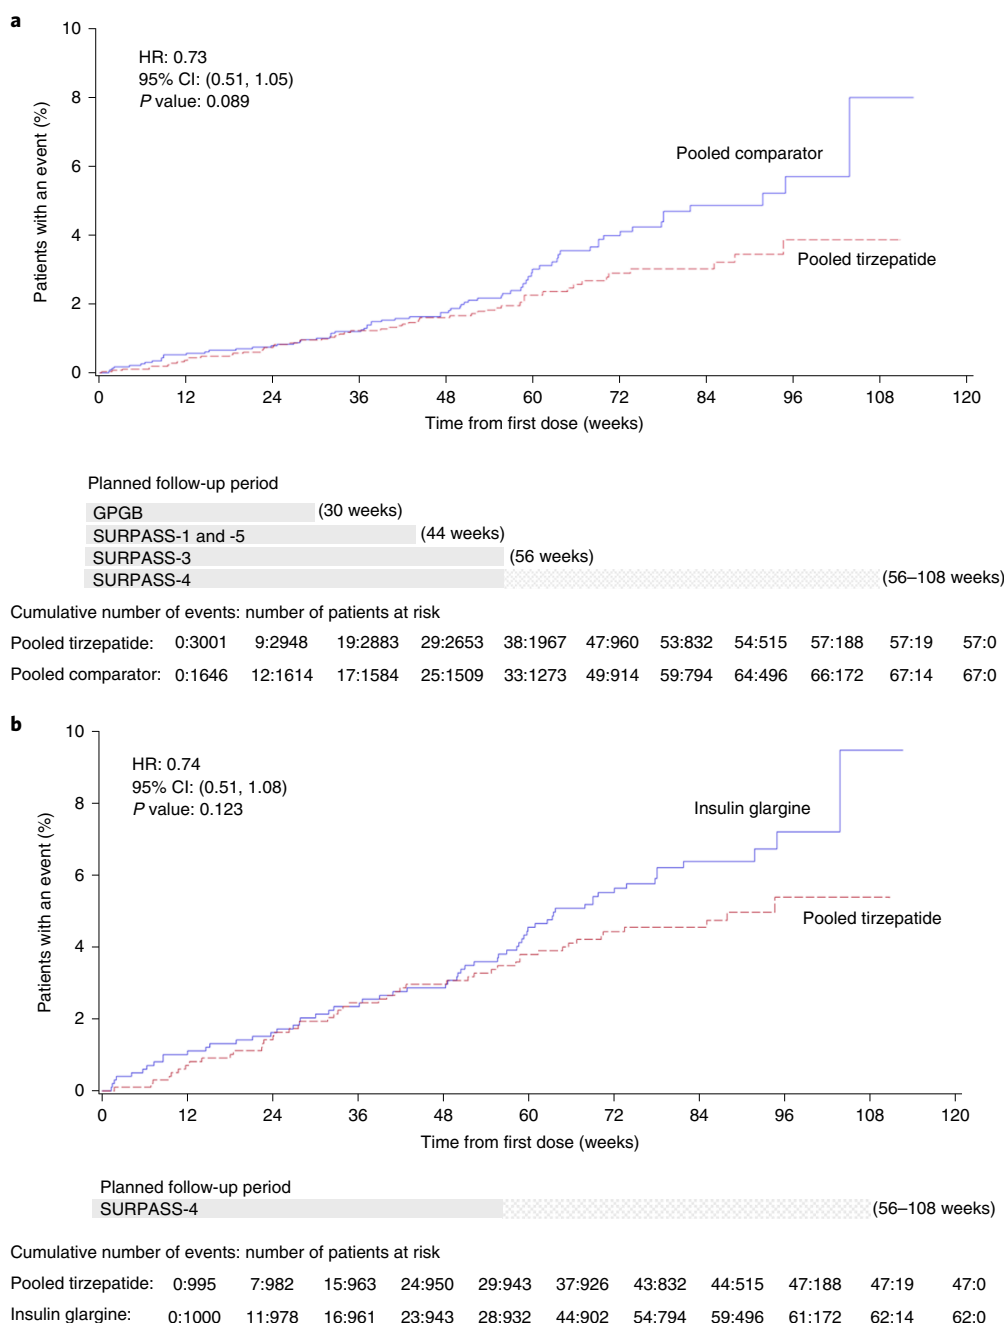 a
10
8
6
4
2
0
Patients with an event (%)
HR: 0.73
95% CI: (0.51, 1.05)
P value: 0.089
Pooled comparator
Pooled tirzepatide
0 12 24 36 48 60 72 84 96 108 120
Time from first dose (weeks)
Planned follow-up period
GPGB (30 weeks)
SURPASS-1 and -5 (44 weeks)
SURPASS-3 (56 weeks)
SURPASS-4 (56–108 weeks)
Cumulative number of events: number of patients at risk
Pooled tirzepatide: 0:3001 9:2948 19:2883 29:2653 38:1967 47:960 53:832 54:515 57:188 57:19 57:0
Pooled comparator: 0:1646 12:1614 17:1584 25:1509 33:1273 49:914 59:794 64:496 66:172 67:14 67:0
b
10
8
6
4
2
0
Patients with an event (%)
HR: 0.74
95% CI: (0.51, 1.08)
P value: 0.123
Insulin glargine
Pooled tirzepatide
0 12 24 36 48 60 72 84 96 108 120
Time from first dose (weeks)
Planned follow-up period
SURPASS-4 (56–108 weeks)
Cumulative number of events: number of patients at risk
Pooled tirzepatide: 0:995 7:982 15:963 24:950 29:943 37:926 43:832 44:515 47:188 47:19 47:0
Insulin glargine: 0:1000 11:978 16:961 23:943 28:932 44:902 54:794 59:496 61:172 62:14 62:0